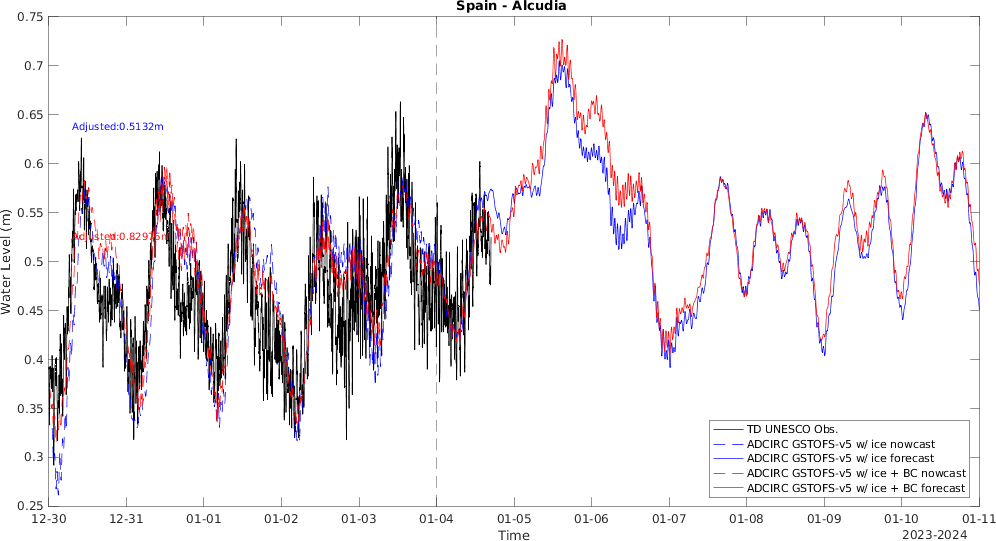 Spain - Alcudia
Water Level (m)
0.75
0.7
0.65
0.6
0.55
0.5
0.45
0.4
0.35
0.3
0.25
Adjusted:0.5132m
12-30
12-31
01-01
01-02
01-03
01-04
01-05
01-06
01-07
01-08
01-09
01-10
01-11
Time
2023-2024
TD UNESCO Obs.
ADCIRC GSTOFS-v5 w/ ice nowcast
ADCIRC GSTOFS-v5 w/ ice forecast
ADCIRC GSTOFS-v5 w/ ice + BC nowcast
ADCIRC GSTOFS-v5 w/ ice + BC forecast